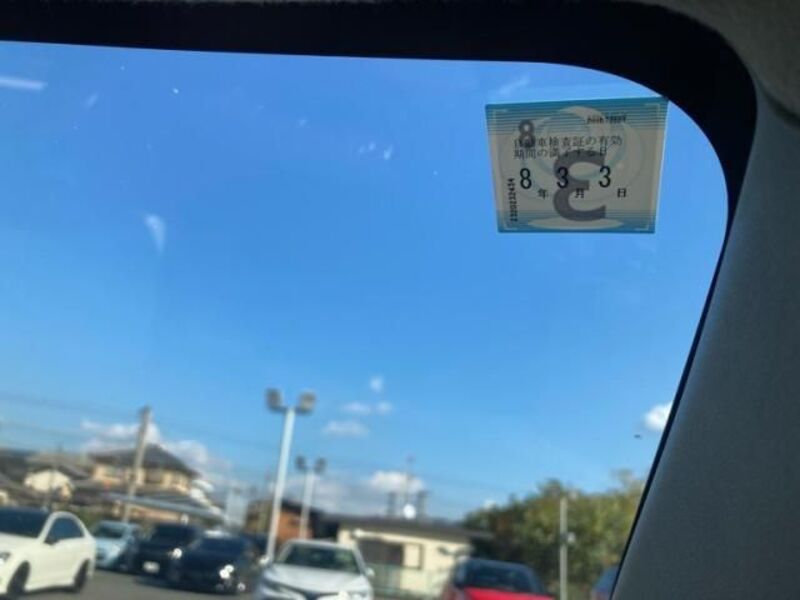 8
自動車検査証の有効
期間の満了する日
8年 3月 3日
2320232434